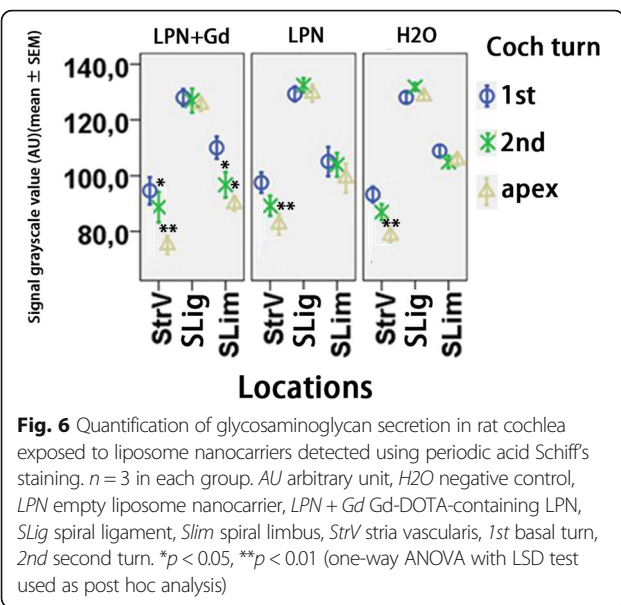 LPN+Gd LPN H2O
Coch turn
1st
2nd
apex
Signal grayscale value (AU)(mean ± SEM)
140,0
120,0
100,0
80,0
* ** * *
**
**
StrV SLig SLim StrV SLig SLim StrV SLig SLim
Locations
Fig. 6 Quantification of glycosaminoglycan secretion in rat cochlea
exposed to liposome nanocarriers detected using periodic acid Schiff's
staining. n = 3 in each group. AU arbitrary unit, H2O negative control,
LPN empty liposome nanocarrier, LPN + Gd Gd-DOTA-containing LPN,
SLig spiral ligament, Slim spiral limbus, StrV stria vascularis, 1st basal turn,
2nd second turn. *p < 0.05, **p < 0.01 (one-way ANOVA with LSD test
used as post hoc analysis)